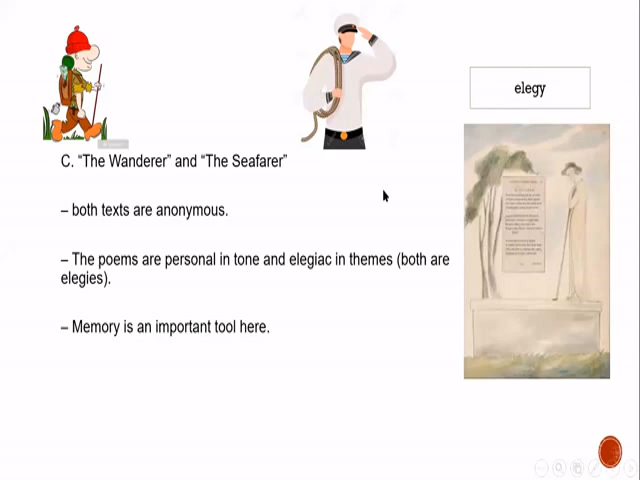 elegy
C. “The Wanderer” and “The Seafarer”
– both texts are anonymous.
– The poems are personal in tone and elegiac in themes (both are
elegies).
– Memory is an important tool here.